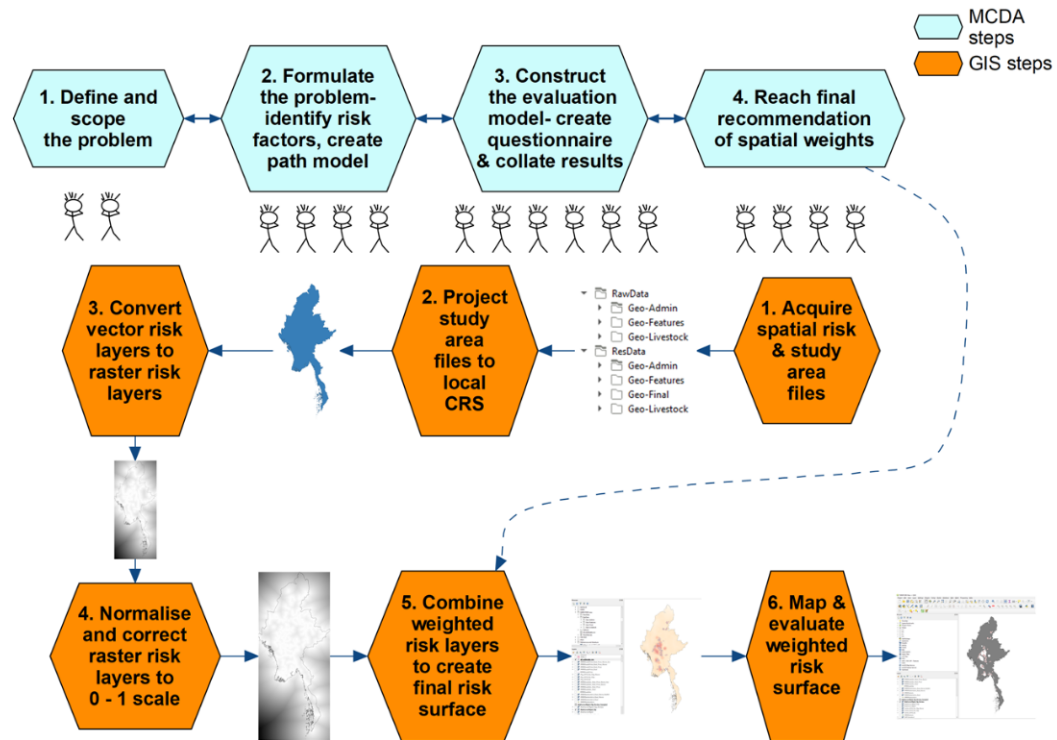 MCDA
steps
GIS steps
1. Define and
scope
the problem
2. Formulate
the problem-
identify risk
factors, create
path model
3. Construct
the evaluation
model- create
questionnaire
& collate results
4. Reach final
recommendation
of spatial weights
3. Convert
vector risk
layers to
raster risk
layers
2. Project
study
area
files to
local
CRS
RawData
Geo-Admin
Geo-Features
Geo-Livestock
ResData
Geo-Admin
Geo-Features
Geo-Final
Geo-Livestock
1. Acquire
spatial risk
& study
area
files
4. Normalise
and correct
raster risk
layers to
0 - 1 scale
5. Combine
weighted
risk layers
to create
final risk
surface
6. Map &
evaluate
weighted
risk
surface